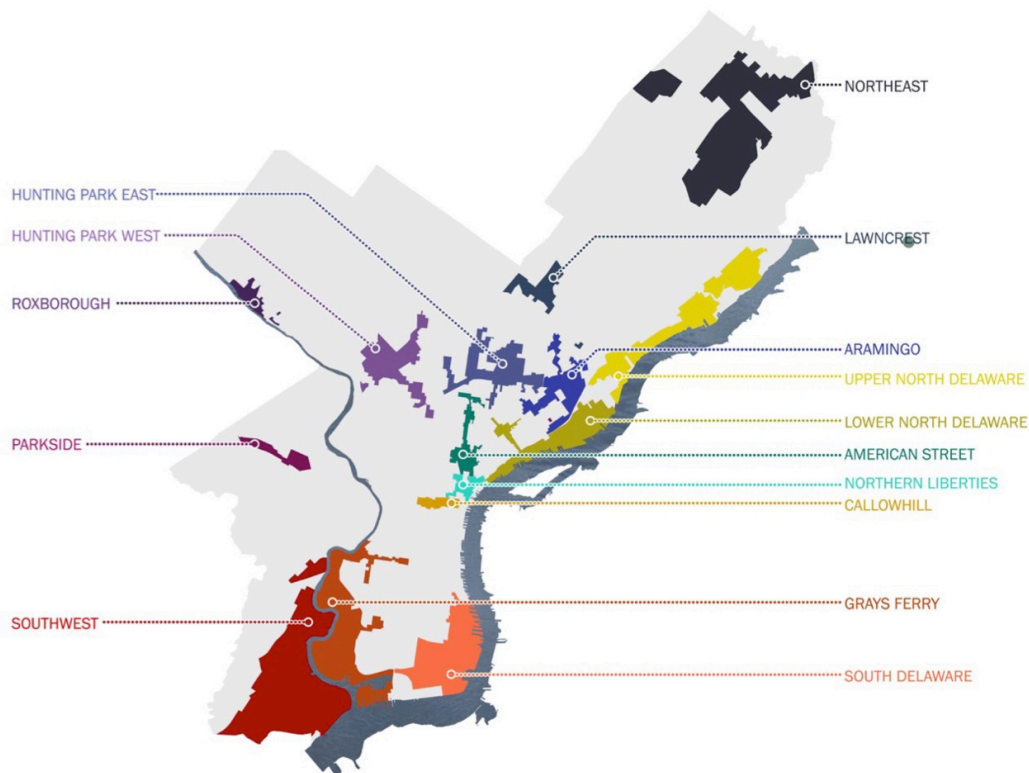 NORTHEAST
HUNTING PARK EAST
HUNTING PARK WEST
LAWNCREST
ROXBOROUGH
ARAMINGO
UPPER NORTH DELAWARE
LOWER NORTH DELAWARE
PARKSIDE
AMERICAN STREET
NORTHERN LIBERTIES
CALLOWHILL
GRAYS FERRY
SOUTHWEST
SOUTH DELAWARE